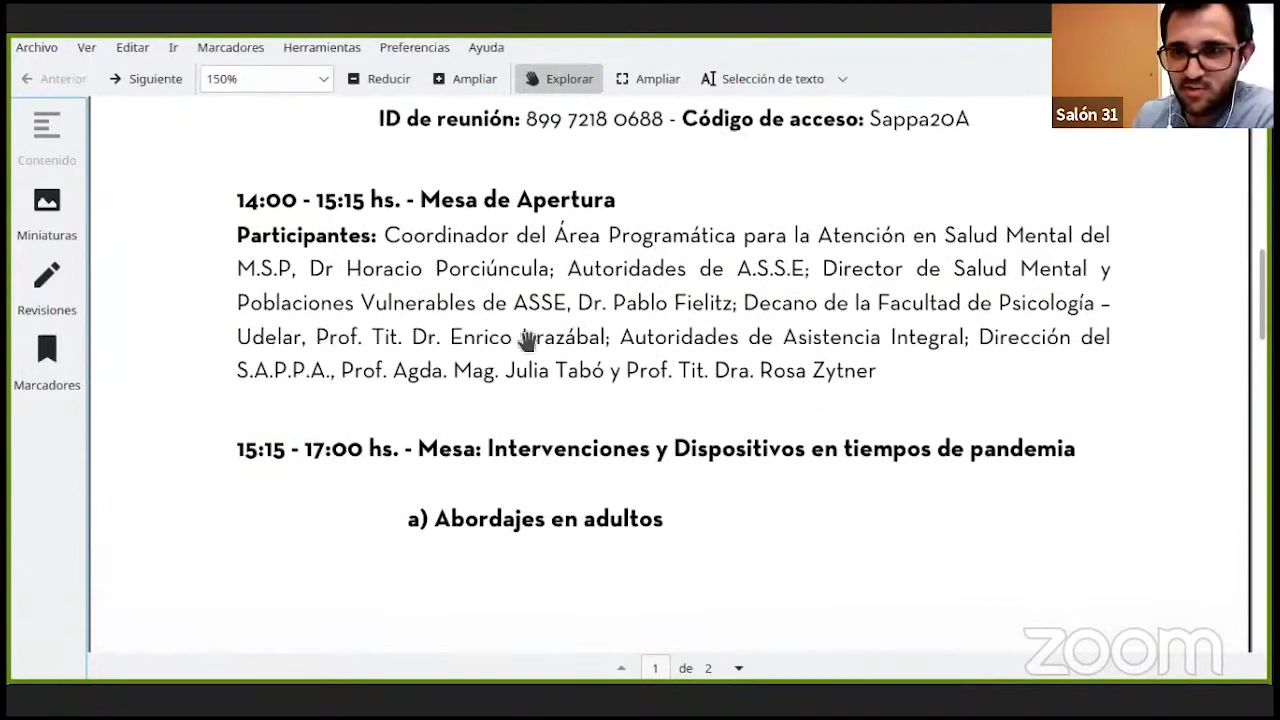 Archivo Ver Editar Ir Marcadores Herramientas Preferencias Ayuda
Anterior Siguiente 150% Reducir Ampliar Explorar Ampliar Selección de texto
Salón 31
Contenido
Miniaturas
Revisiones
Marcadores
ID de reunión: 899 7218 0688 - Código de acceso: Sappa20A
14:00 - 15:15 hs. - Mesa de Apertura
Participantes: Coordinador del Área Programática para la Atención en Salud Mental del
M.S.P, Dr Horacio Porciúncula; Autoridades de A.S.S.E; Director de Salud Mental y
Poblaciones Vulnerables de ASSE, Dr. Pablo Fielitz; Decano de la Facultad de Psicología –
Udelar, Prof. Tit. Dr. Enrico Autoridades de Asistencia Integral; Dirección del
S.A.P.P.A., Prof. Agda. Mag. Julia Tabó y Prof. Tit. Dra. Rosa Zytner
15:15 - 17:00 hs. - Mesa: Intervenciones y Dispositivos en tiempos de pandemia
a) Abordajes en adultos
zoom
1 de 2